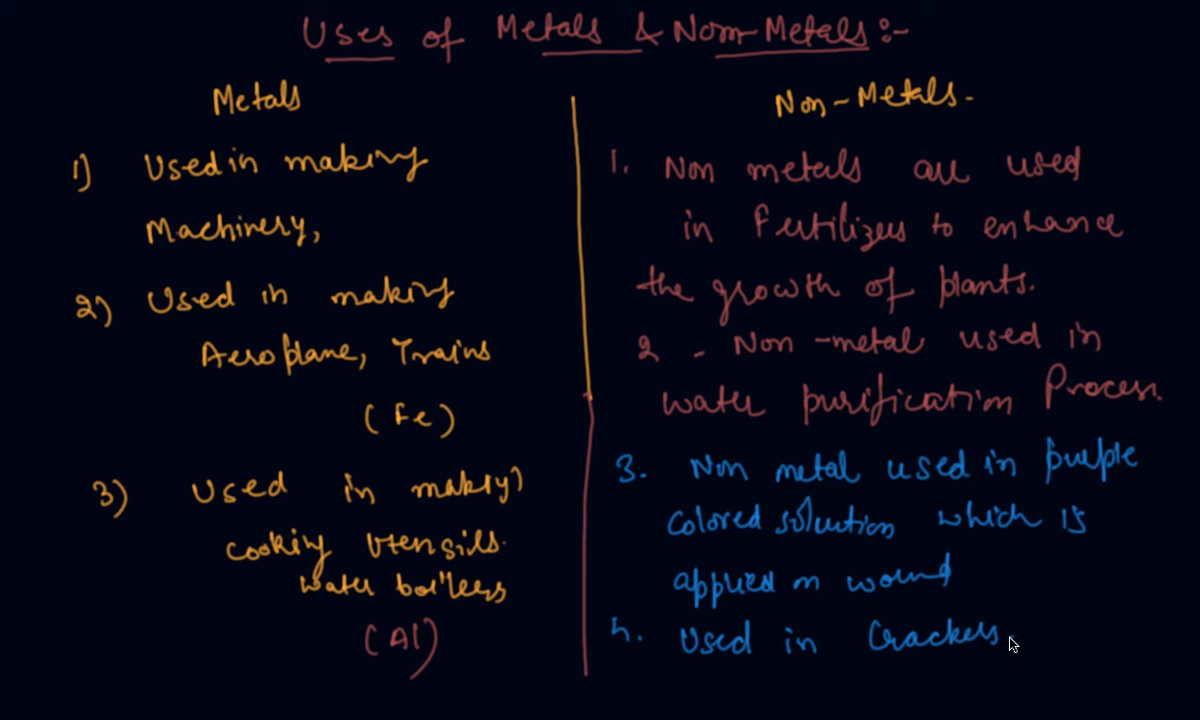 Uses of Metals & Non-Metals:-
Metals
1) Used in making
Machinery,
2) Used in making
Aeroplane, Trains
(Fe)
3) Used in making
Cooking Utensils.
water boilers
(Al)
Non-Metals.
1. Non metals are used
in Fertilizers to enhance
the growth of plants.
2. Non-metal used in
water purification Process.
3. Non metal used in purple
colored solution which is
applied on wound
4. Used in Crackers.